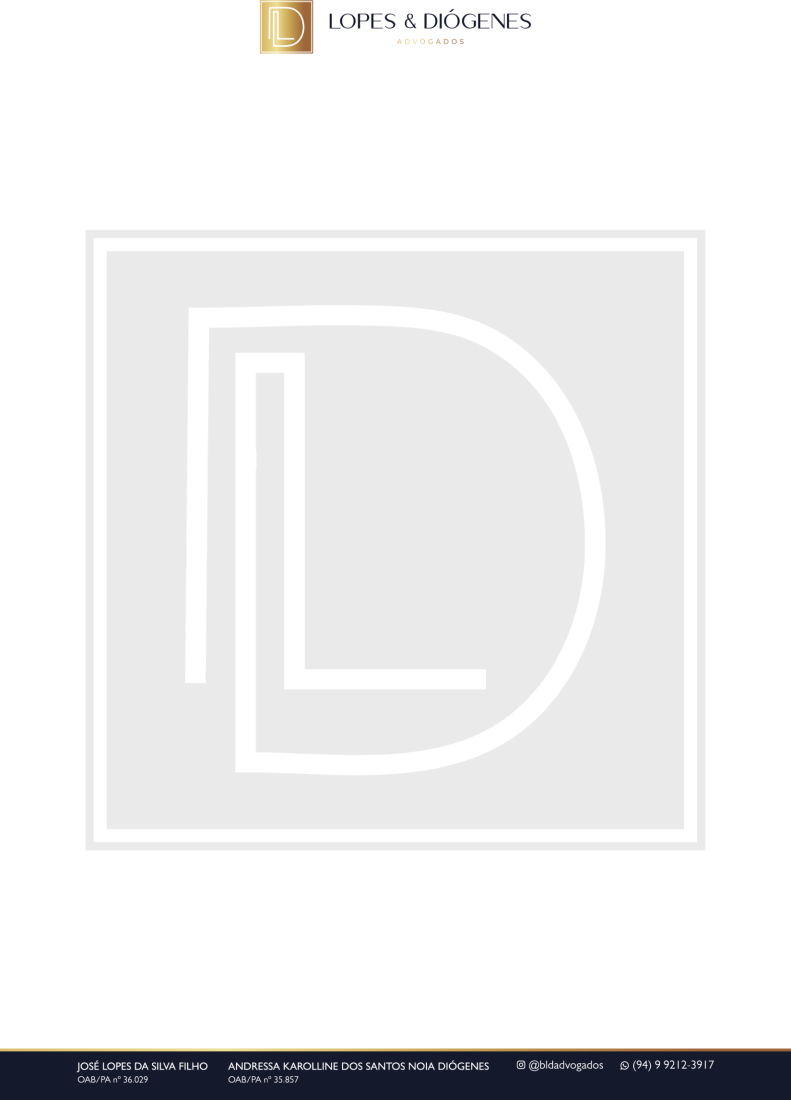 LOPES & DIÓGENES
ADVOGADOS
JOSÉ LOPES DA SILVA FILHO
OAB/PA nº 36.029
ANDRESSA KAROLLINE DOS SANTOS NOIA DIÓGENES
OAB/PA nº 35.857
@bldadvogados
(94) 9 9212-3917